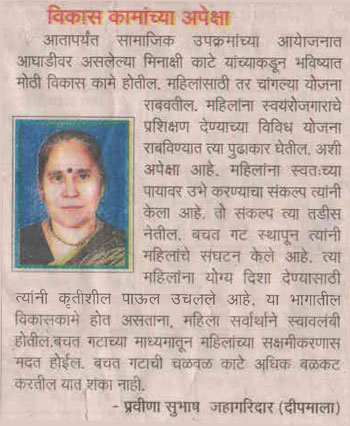 विकास कामांच्या अपेक्षा
आतापर्यंत सामाजिक उपक्रमांच्या आयोजनात
आघाडीवर असलेल्या मिनाक्षी काटे यांच्याकडून भविष्यात
मोठी विकास कामे होतील. महिलांसाठी तर चांगल्या योजना
राबवतील. महिलांना स्वयंरोजगाराचे
प्रशिक्षण देण्याच्या विविध योजना
राबविण्यात त्या पुढाकार घेतील. अशी
अपेक्षा आहे. महिलांना स्वतःच्या
पायावर उभे करण्याचा संकल्प त्यांनी
केला आहे. तो संकल्प त्या तडीस
नेतील. बचत गट स्थापून त्यांनी
महिलांचे संघटन केले आहे. त्या
महिलांना योग्य दिशा देण्यासाठी
त्यांनी कृतीशील पाऊल उचलले आहे. या भागातील
विकासकामे होत असताना, महिला सर्वार्थाने स्वावलंबी
होतील.बचत गटाच्या माध्यमातून महिलांच्या सक्षमीकरणास
मदत होईल. बचत गटाची चळवळ काटे अधिक बळकट
करतील यात शंका नाही.
- प्रवीणा सुभाष जहागरिदार (दीपमाला)